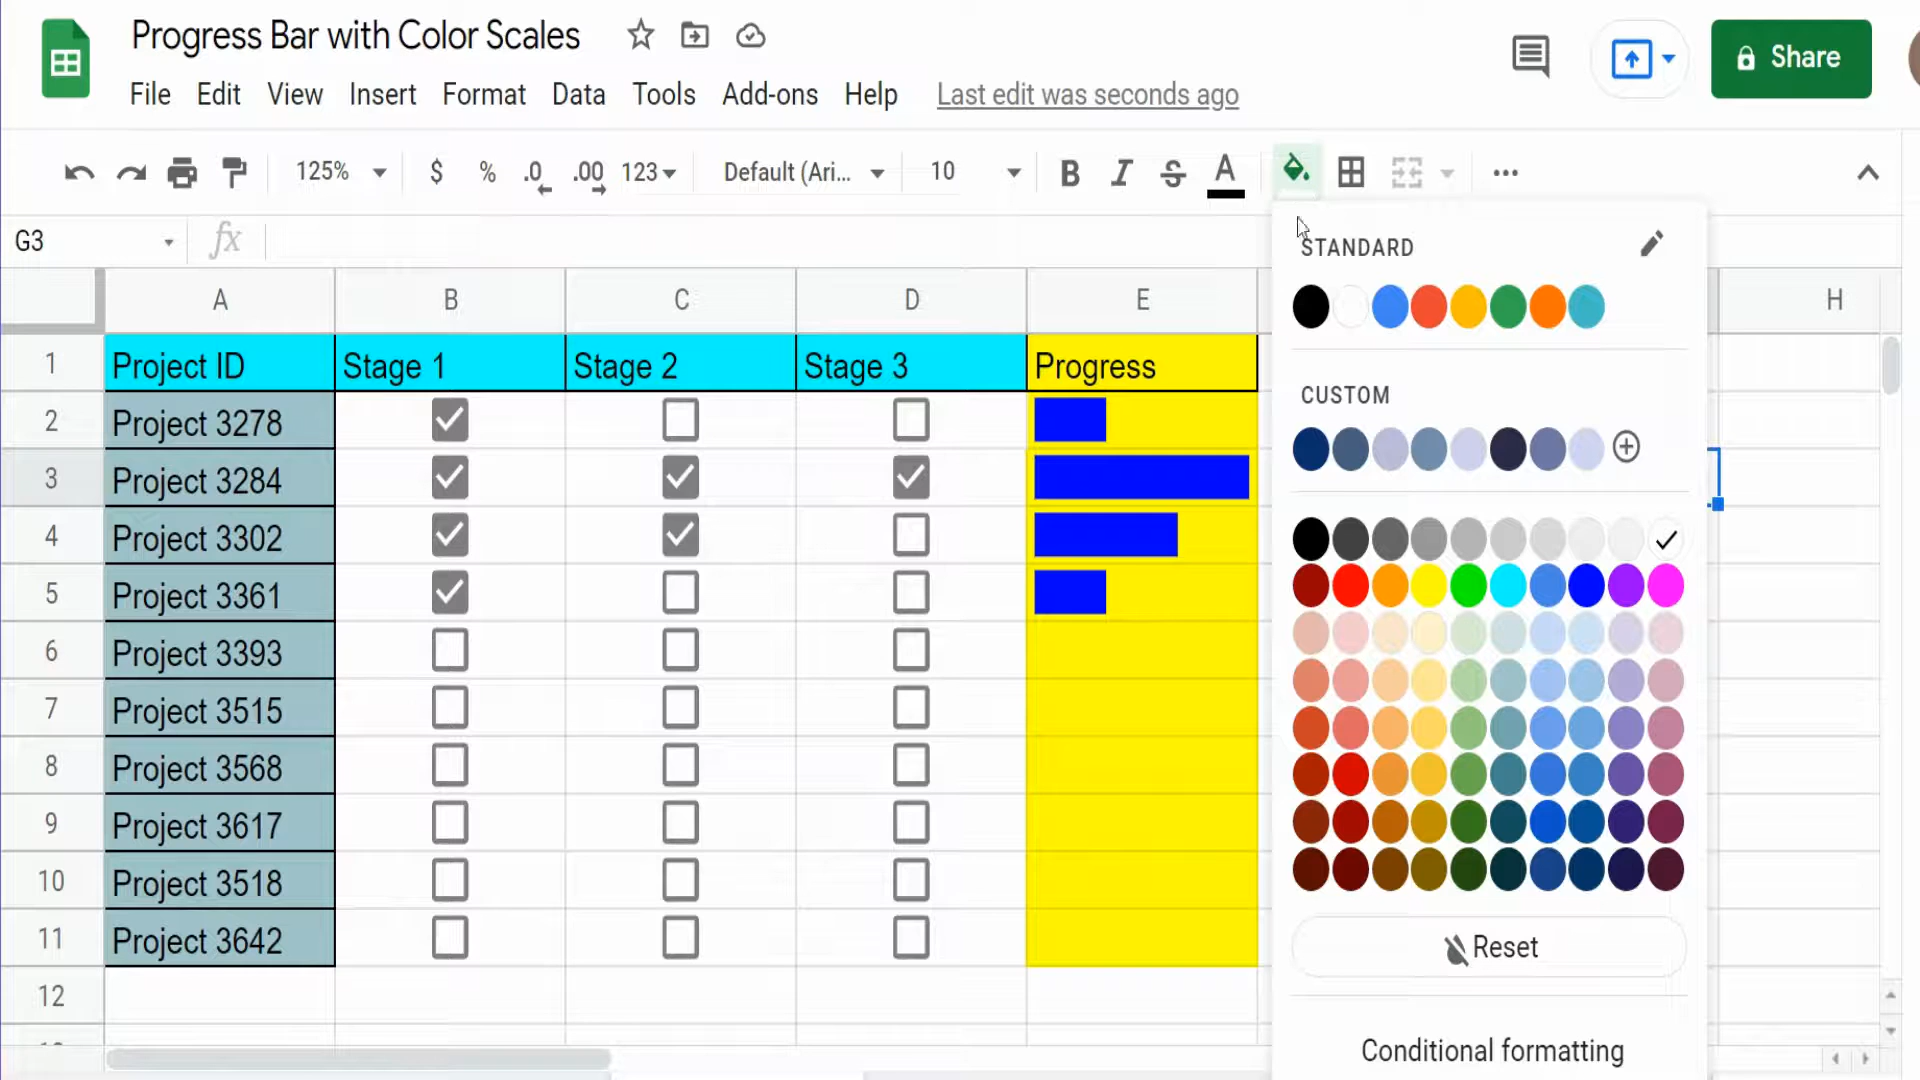 Progress Bar with Color Scales
File Edit View Insert Format Data Tools Add-ons Help Last edit was seconds ago
Share
125% $ % .0 .00 123 Default (Ari... 10 B I S A
G3 fx
STANDARD
CUSTOM
A B C D E H
1 Project ID Stage 1 Stage 2 Stage 3 Progress
2 Project 3278
3 Project 3284
4 Project 3302
5 Project 3361
6 Project 3393
7 Project 3515
8 Project 3568
9 Project 3617
10 Project 3518
11 Project 3642
12
Reset
Conditional formatting